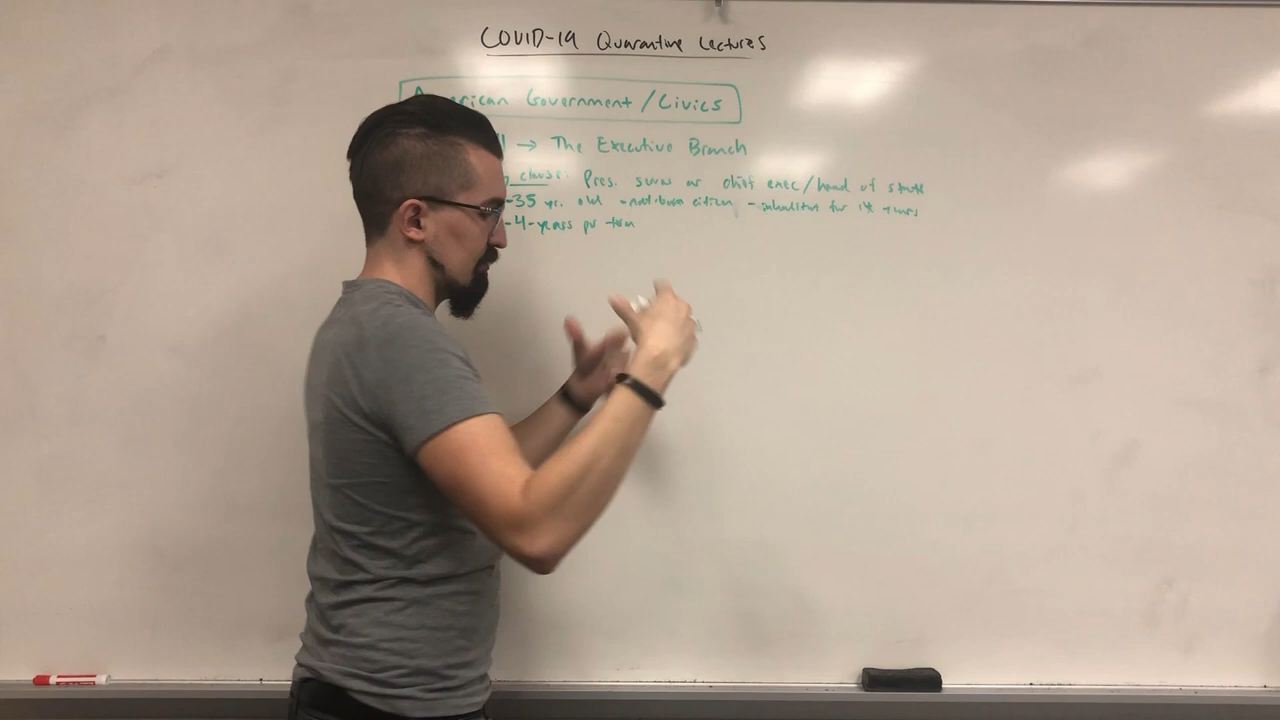 COVID-19 Quarantine Lectures
American Government/Civics
→ The Executive Branch
clause: Pres. serves as chief exec/head of state
-35 yr. old -natl-born citizen -inhabitant for 14 years
-4-years per term